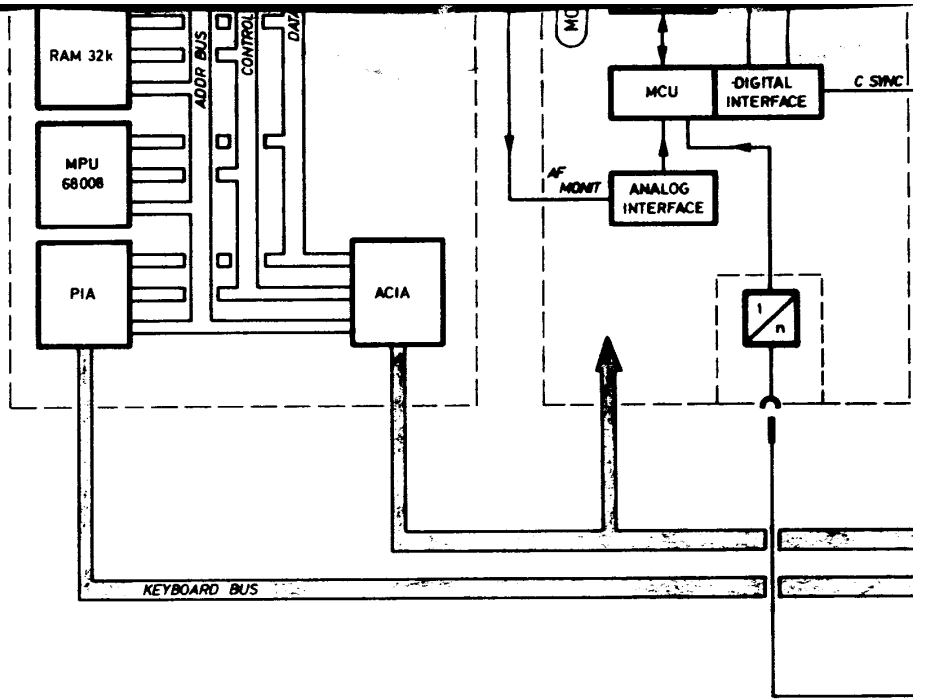 RAM 32k
ADDR BUS
CONTROL
DATA
MPU
68008
PIA
ACIA
KEYBOARD BUS
MCU
DIGITAL
INTERFACE
C SYNC
AF
MONIT
ANALOG
INTERFACE
1
n